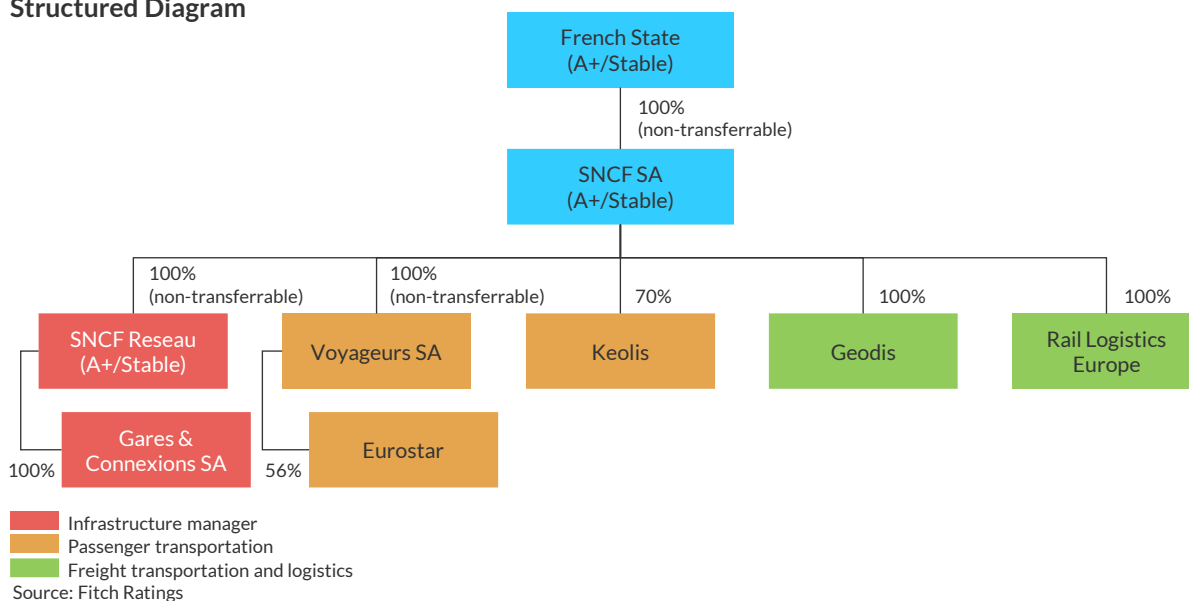 Structured Diagram
French State
(A+/Stable)
100%
(non-transferrable)
SNCF SA
(A+/Stable)
100%
(non-transferrable)
100%
(non-transferrable)
70%
100%
100%
SNCF Reseau
(A+/Stable)
Voyageurs SA
Keolis
Geodis
Rail Logistics
Europe
Gares &
Connexions SA
Eurostar
100%
56%
Infrastructure manager
Passenger transportation
Freight transportation and logistics
Source: Fitch Ratings